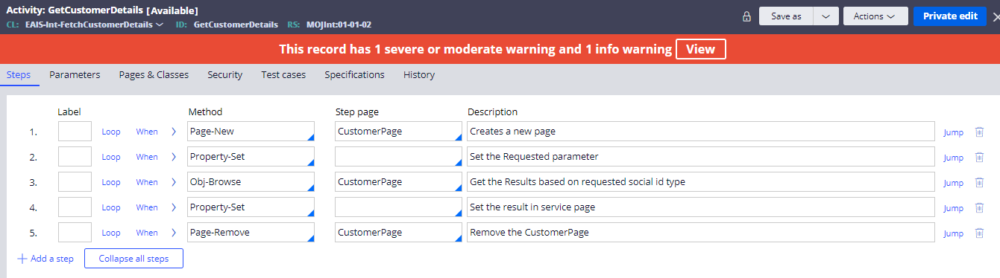 Activity: GetCustomerDetails [Available]
CL: EAIS-Int-FetchCustomerDetails ID: GetCustomerDetails RS: MOJInt:01-01-02
Save as Actions Private edit
This record has 1 severe or moderate warning and 1 info warning View
Steps Parameters Pages & Classes Security Test cases Specifications History
Label Method Step page Description
1. Loop When Page-New CustomerPage Creates a new page Jump
2. Loop When Property-Set Set the Requested parameter Jump
3. Loop When Obj-Browse CustomerPage Get the Results based on requested social id type Jump
4. Loop When Property-Set Set the result in service page Jump
5. Loop When Page-Remove CustomerPage Remove the CustomerPage Jump
Add a step Collapse all steps